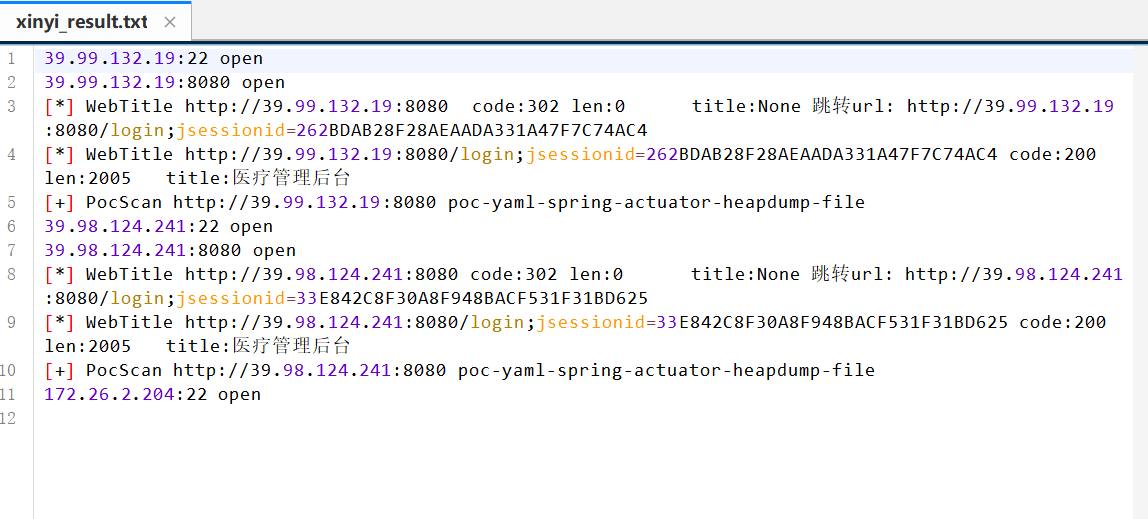 xinyi_result.txt ×
1 39.99.132.19:22 open
2 39.99.132.19:8080 open
3 [*] WebTitle http://39.99.132.19:8080 code:302 len:0 title:None 跳转url: http://39.99.132.19
:8080/login;jsessionid=262BDAB28F28AEAADA331A47F7C74AC4
4 [*] WebTitle http://39.99.132.19:8080/login;jsessionid=262BDAB28F28AEAADA331A47F7C74AC4 code:200
len:2005 title:医疗管理后台
5 [+] PocScan http://39.99.132.19:8080 poc-yaml-spring-actuator-heapdump-file
6 39.98.124.241:22 open
7 39.98.124.241:8080 open
8 [*] WebTitle http://39.98.124.241:8080 code:302 len:0 title:None 跳转url: http://39.98.124.241
:8080/login;jsessionid=33E842C8F30A8F948BACF531F31BD625
9 [*] WebTitle http://39.98.124.241:8080/login;jsessionid=33E842C8F30A8F948BACF531F31BD625 code:200
len:2005 title:医疗管理后台
10 [+] PocScan http://39.98.124.241:8080 poc-yaml-spring-actuator-heapdump-file
11 172.26.2.204:22 open
12